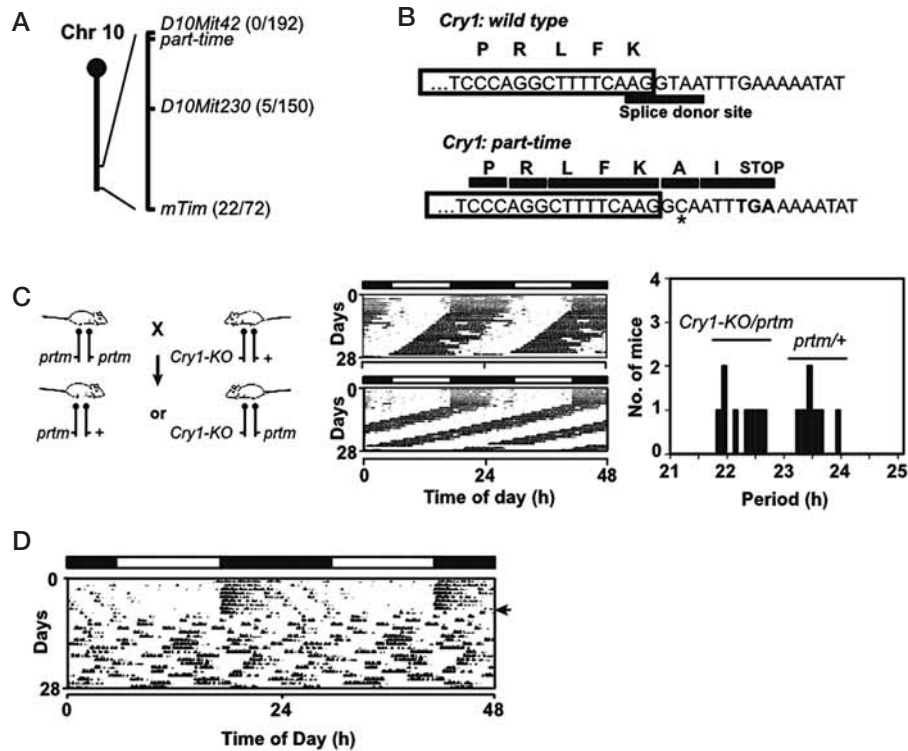 A
Chr 10
D10Mit42 (0/192)
part-time
D10Mit230 (5/150)
mTim (22/72)
B
Cry1: wild type
P R L F K
...TCCCAGGCTTTTCAAGGTAATTTGAAAAATAT
Splice donor site
Cry1: part-time
P R L F K A I STOP
...TCCCAGGCTTTTCAAGGCAATTTGAAAAATAT
*
C
prtm prtm
X
Cry1-KO +
prtm +
or
Cry1-KO prtm
0
Days
28
0
Days
28
0 24 48
Time of day (h)
4
3
2
1
0
No. of mice
Cry1-KO/prtm
prtm/+
21 22 23 24 25
Period (h)
D
0
Days
28
0 24 48
Time of Day (h)